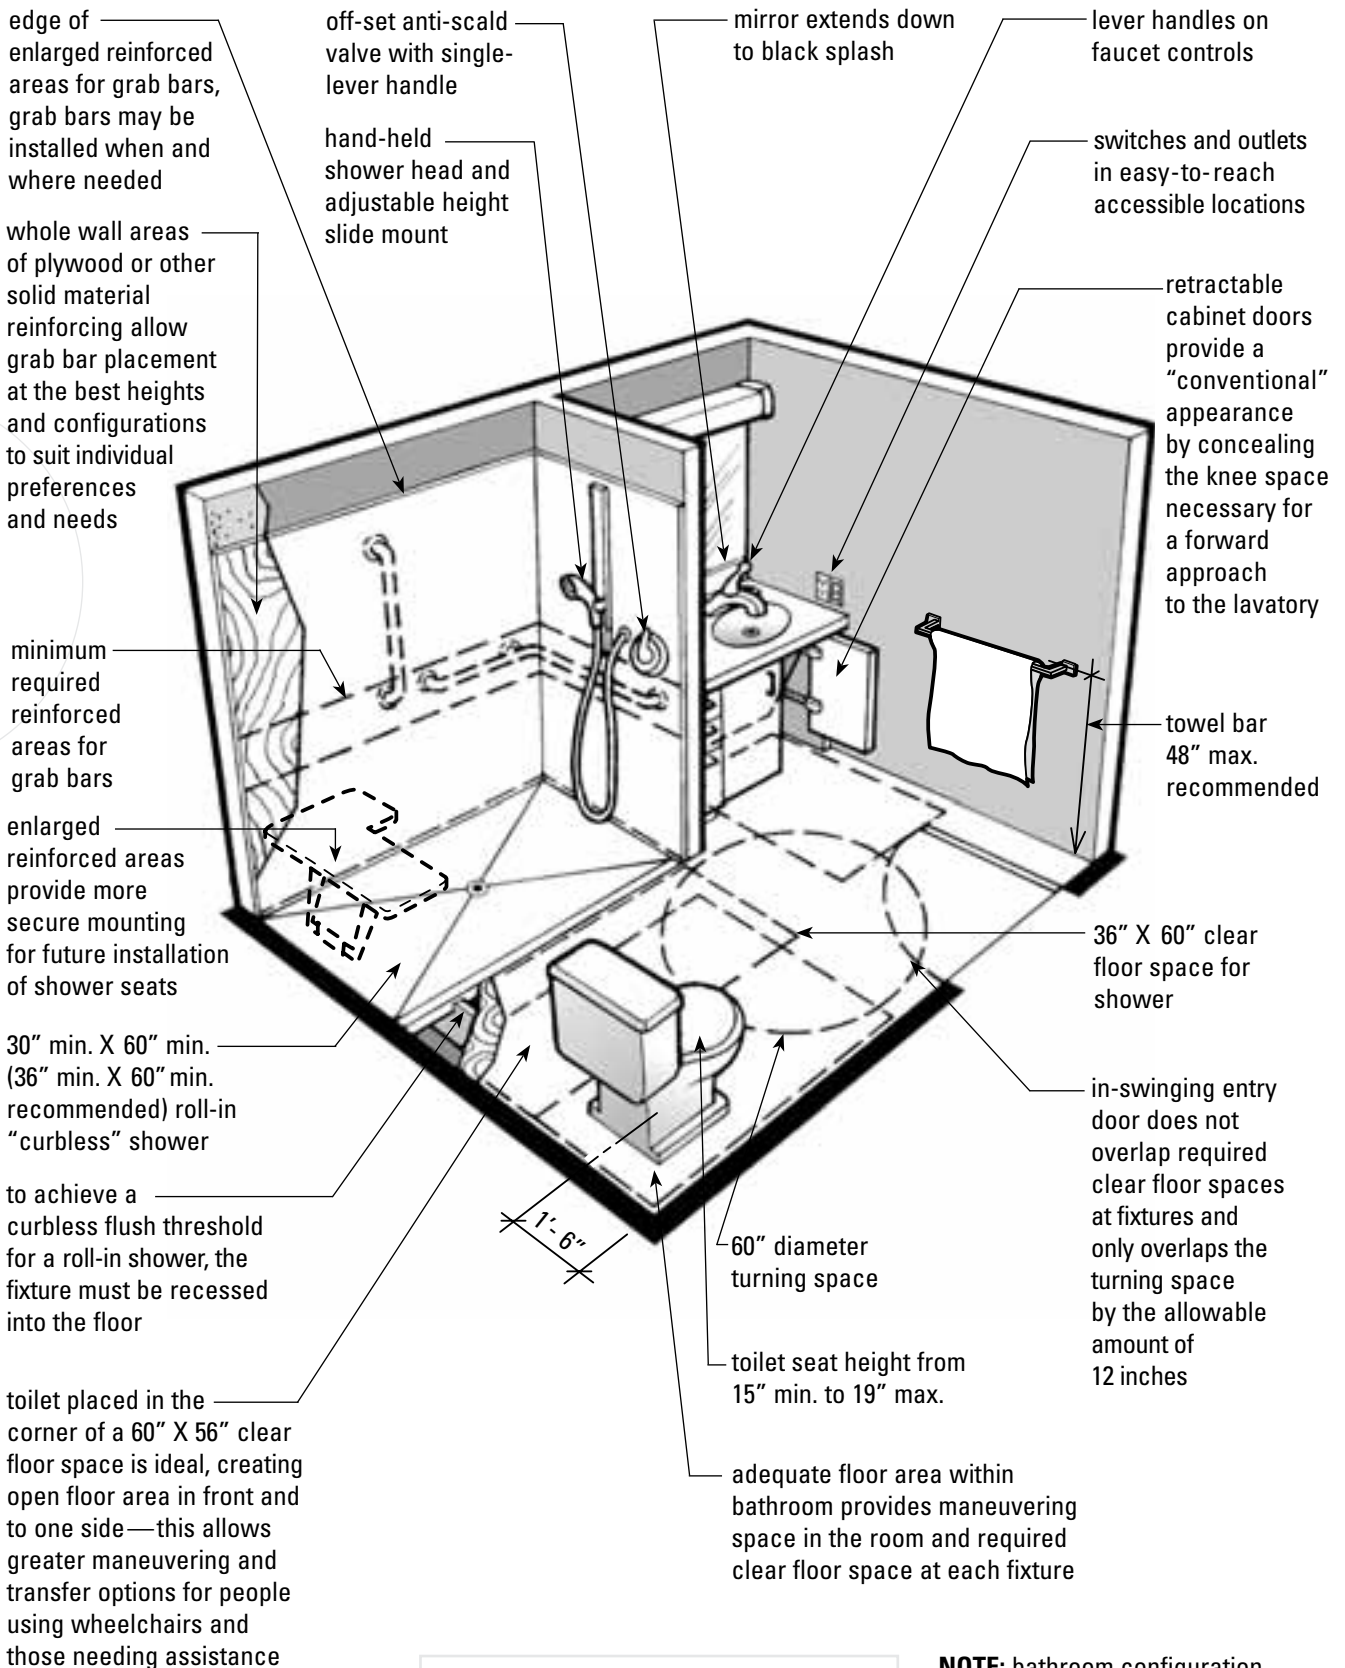 edge of
enlarged reinforced
areas for grab bars,
grab bars may be
installed when and
where needed
whole wall areas
of plywood or other
solid material
reinforcing allow
grab bar placement
at the best heights
and configurations
to suit individual
preferences
and needs
minimum
required
reinforced
areas for
grab bars
enlarged
reinforced areas
provide more
secure mounting
for future installation
of shower seats
30” min. X 60” min.
(36” min. X 60” min.
recommended) roll-in
“curbless” shower
to achieve a
curbless flush threshold
for a roll-in shower, the
fixture must be recessed
into the floor
toilet placed in the
corner of a 60” X 56” clear
floor space is ideal, creating
open floor area in front and
to one side—this allows
greater maneuvering and
transfer options for people
using wheelchairs and
those needing assistance
off-set anti-scald
valve with single-
lever handle
hand-held
shower head and
adjustable height
slide mount
mirror extends down
to black splash
lever handles on
faucet controls
switches and outlets
in easy-to-reach
accessible locations
retractable
cabinet doors
provide a
“conventional”
appearance
by concealing
the knee space
necessary for
a forward
approach
to the lavatory
towel bar
48” max.
recommended
36” X 60” clear
floor space for
shower
in-swinging entry
door does not
overlap required
clear floor spaces
at fixtures and
only overlaps the
turning space
by the allowable
amount of
12 inches
1’- 6”
60” diameter
turning space
toilet seat height from
15” min. to 19” max.
adequate floor area within
bathroom provides maneuvering
space in the room and required
clear floor space at each fixture
NOTE: bathroom configuration